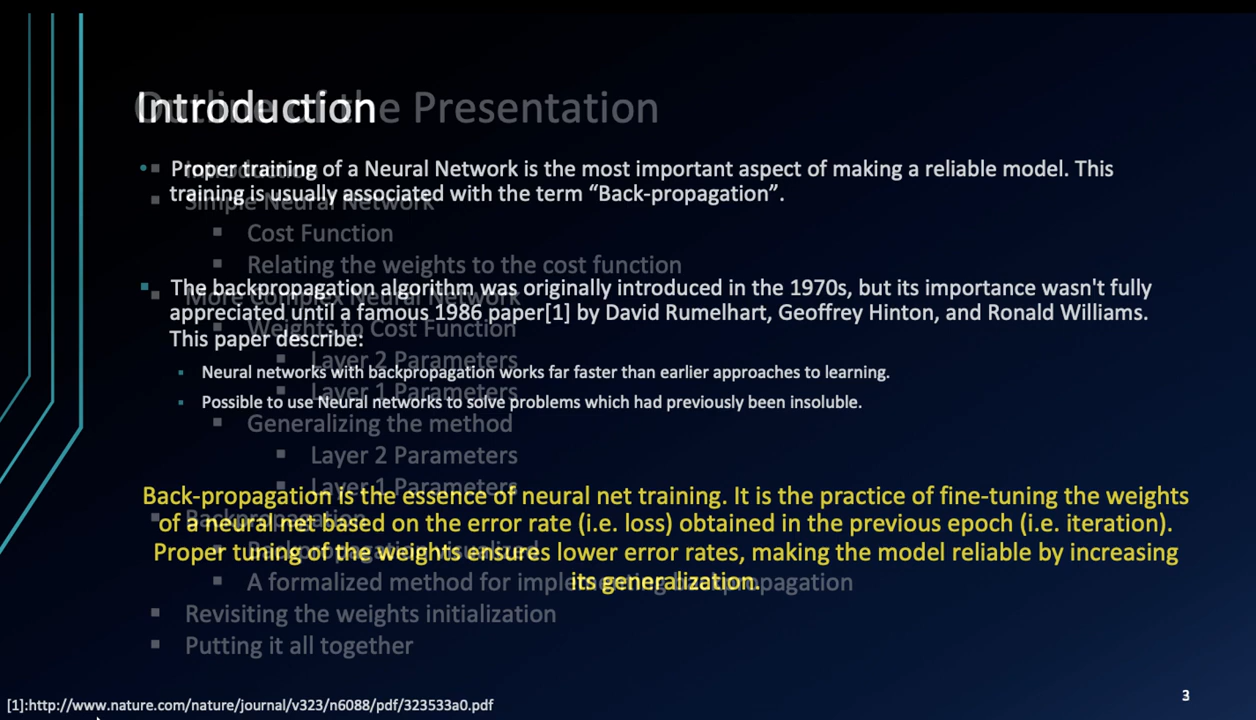 Introduction
Outline of the Presentation
Proper training of a Neural Network is the most important aspect of making a reliable model. This
training is usually associated with the term “Back-propagation”.
Introduction
Simple Neural Network
Cost Function
Relating the weights to the cost function
The backpropagation algorithm was originally introduced in the 1970s, but its importance wasn't fully
appreciated until a famous 1986 paper[1] by David Rumelhart, Geoffrey Hinton, and Ronald Williams.
This paper describe:
More Complex Neural Network
Weights to Cost Function
Layer 2 Parameters
Neural networks with backpropagation works far faster than earlier approaches to learning.
Layer 1 Parameters
Possible to use Neural networks to solve problems which had previously been insoluble.
Generalizing the method
Layer 2 Parameters
Layer 1 Parameters
Back-propagation is the essence of neural net training. It is the practice of fine-tuning the weights
of a neural net based on the error rate (i.e. loss) obtained in the previous epoch (i.e. iteration).
Proper tuning of the weights ensures lower error rates, making the model reliable by increasing
its generalization.
Backpropagation
Backpropagation visualized
A formalized method for implementing backpropagation
Revisiting the weights initialization
Putting it all together
[1]:http://www.nature.com/nature/journal/v323/n6088/pdf/323533a0.pdf
3